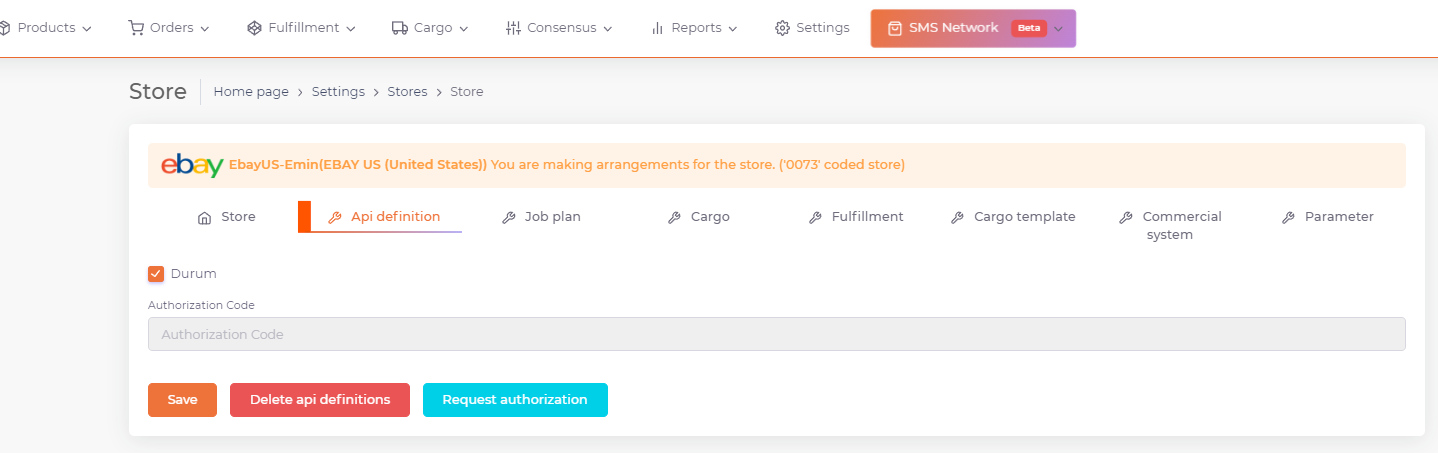 Products Orders Fulfillment Cargo Consensus Reports Settings SMS Network Beta
Store Home page > Settings > Stores > Store
ebay EbayUS-Emin(EBAY US (United States)) You are making arrangements for the store. ('0073' coded store)
Store Api definition Job plan Cargo Fulfillment Cargo template Commercial system Parameter
Durum
Authorization Code
Authorization Code
Save Delete api definitions Request authorization